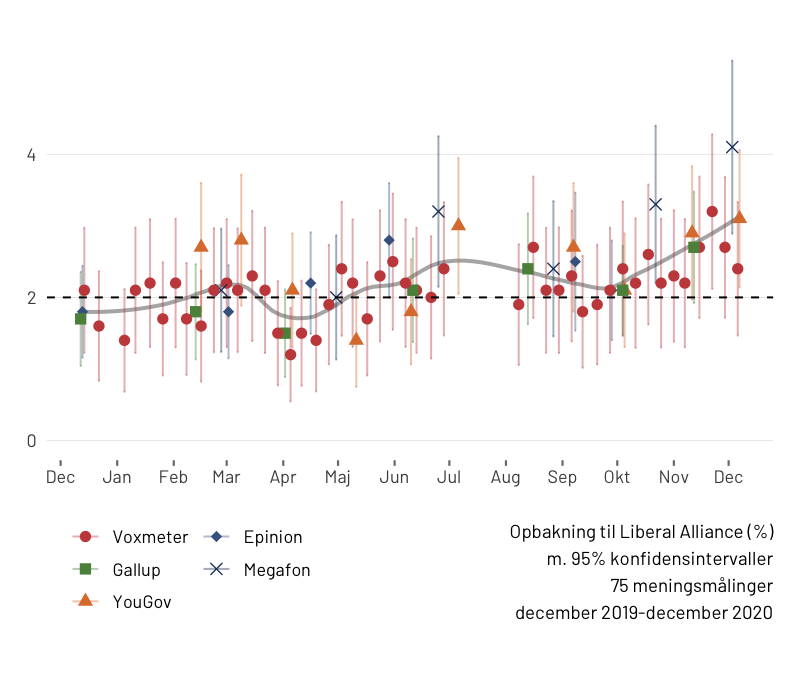 4
2
0
Dec Jan Feb Mar Apr Maj Jun Jul Aug Sep Okt Nov Dec
Voxmeter Epinion
Gallup Megafon
YouGov
Opbakning til Liberal Alliance (%)
m. 95% konfidensintervaller
75 meningsmålinger
december 2019-december 2020